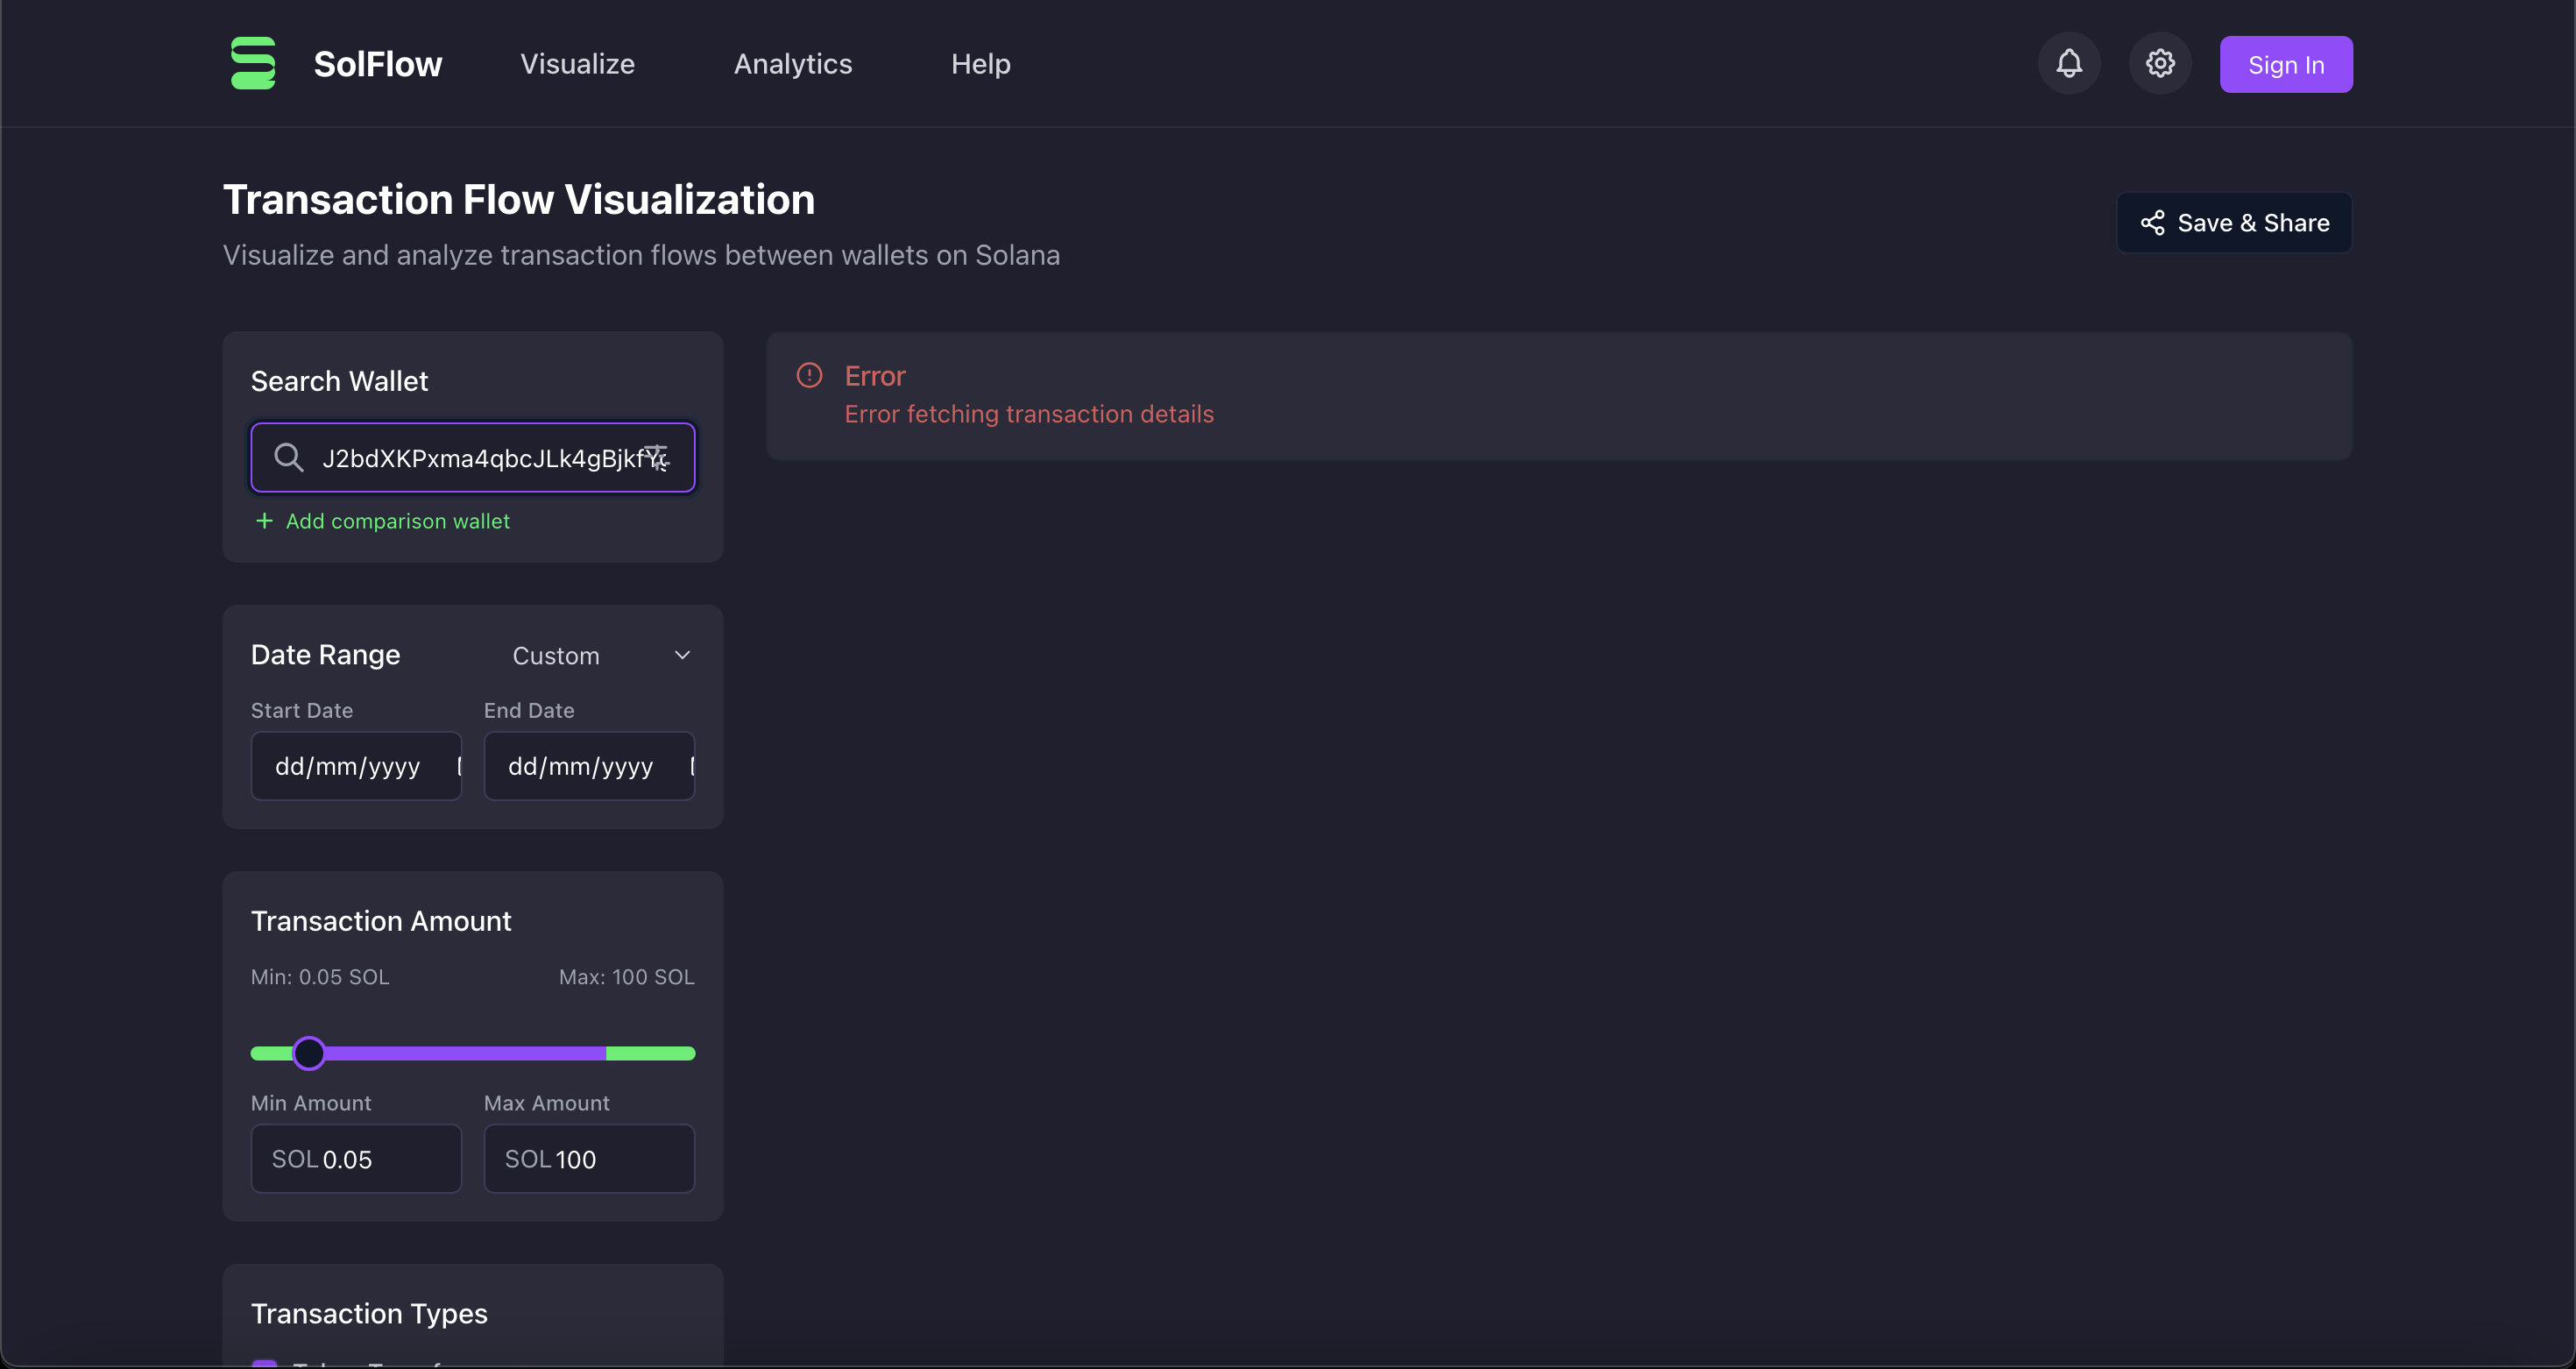 SolFlow Visualize Analytics Help Sign In
Transaction Flow Visualization
Visualize and analyze transaction flows between wallets on Solana
Save & Share
Search Wallet
J2bdXKPxma4qbcJLk4gBjkf
+ Add comparison wallet
Error
Error fetching transaction details
Date Range Custom
Start Date End Date
dd/mm/yyyy dd/mm/yyyy
Transaction Amount
Min: 0.05 SOL Max: 100 SOL
Min Amount Max Amount
SOL 0.05 SOL 100
Transaction Types